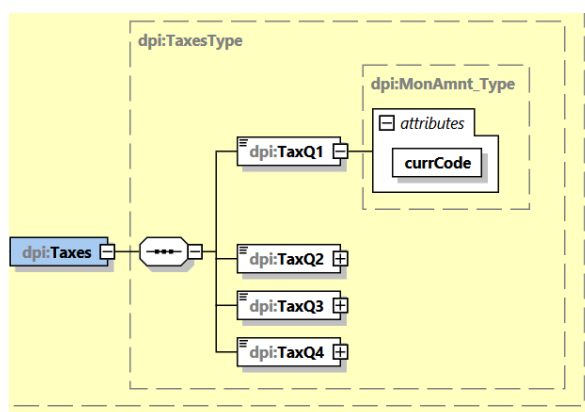 dpi:TaxesType
dpi:MonAmnt_Type
attributes
dpi:TaxQ1
currCode
dpi:Taxes
dpi:TaxQ2
dpi:TaxQ3
dpi:TaxQ4